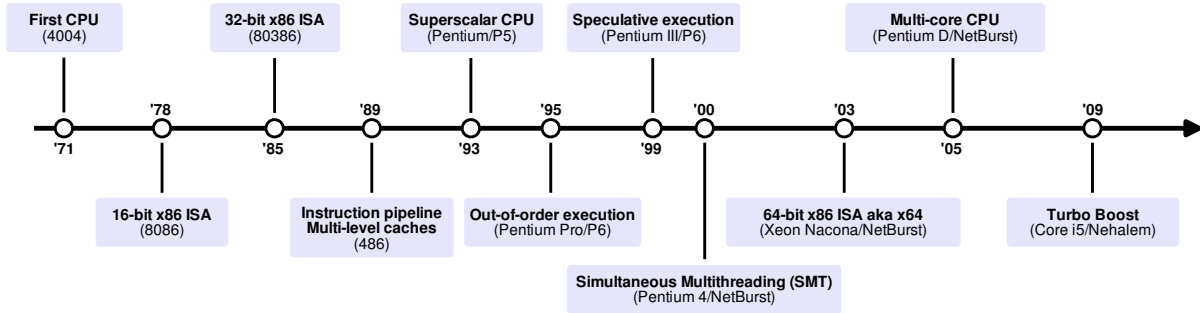 First CPU
(4004)
32-bit x86 ISA
(80386)
Superscalar CPU
(Pentium/P5)
Speculative execution
(Pentium III/P6)
Multi-core CPU
(Pentium D/NetBurst)
'78
'89
'95
'00
'03
'09
'71
'85
'93
'99
'05
16-bit x86 ISA
(8086)
Instruction pipeline
Multi-level caches
(486)
Out-of-order execution
(Pentium Pro/P6)
64-bit x86 ISA aka x64
(Xeon Nacona/NetBurst)
Turbo Boost
(Core i5/Nehalem)
Simultaneous Multithreading (SMT)
(Pentium 4/NetBurst)